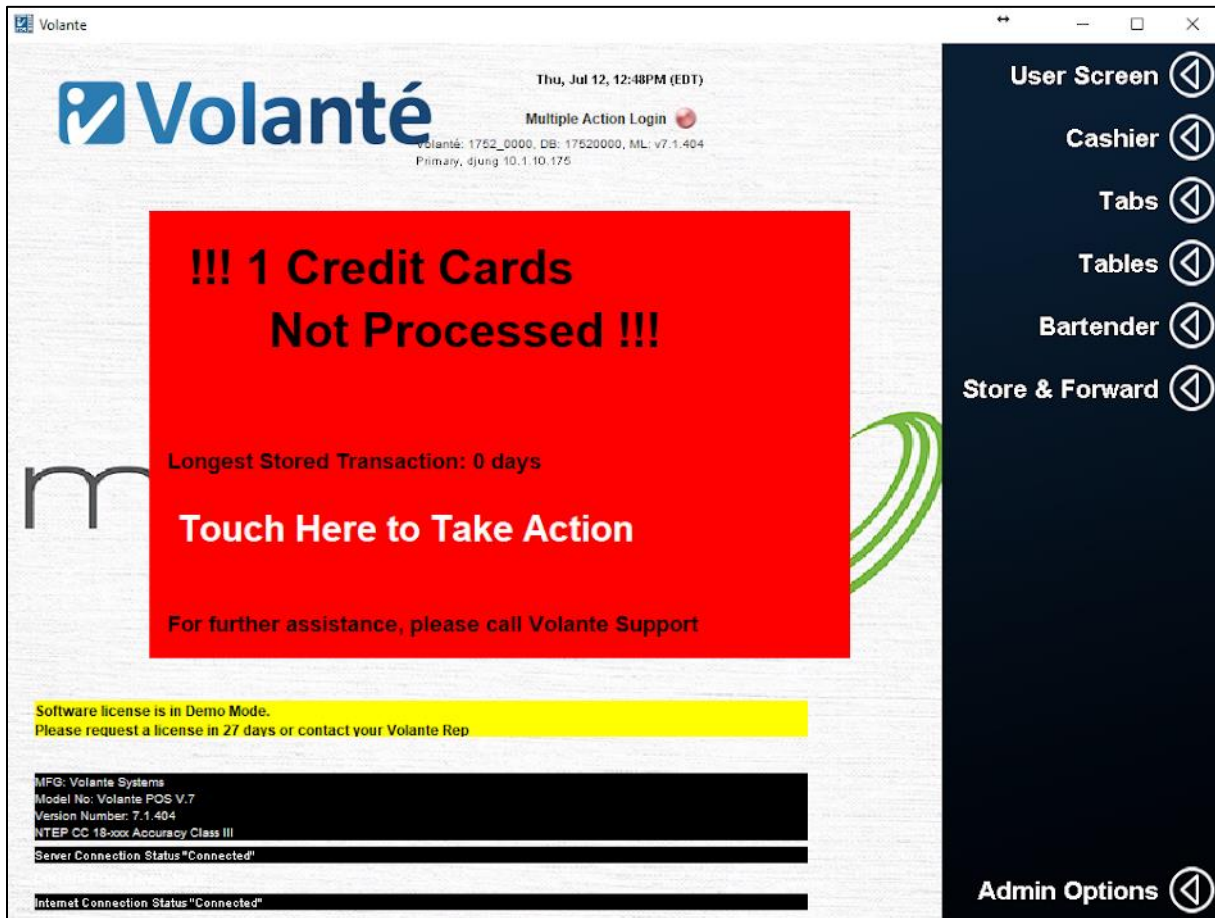 Volante
Volanté
Thu, Jul 12, 12:48PM (EDT)
Multiple Action Login
Volanté: 1752_0000, DB: 17520000, ML: v7.1.404
Primary, djung 10.1.10.175
User Screen
Cashier
Tabs
Tables
Bartender
Store & Forward
!!! 1 Credit Cards
Not Processed !!!
Longest Stored Transaction: 0 days
Touch Here to Take Action
For further assistance, please call Volante Support
m
Software license is in Demo Mode.
Please request a license in 27 days or contact your Volante Rep
MFG: Volante Systems
Model No: Volante POS V.7
Version Number: 7.1.404
NTEP CC 18-xxx Accuracy Class III
Server Connection Status "Connected"
Internet Connection Status "Connected"
Admin Options